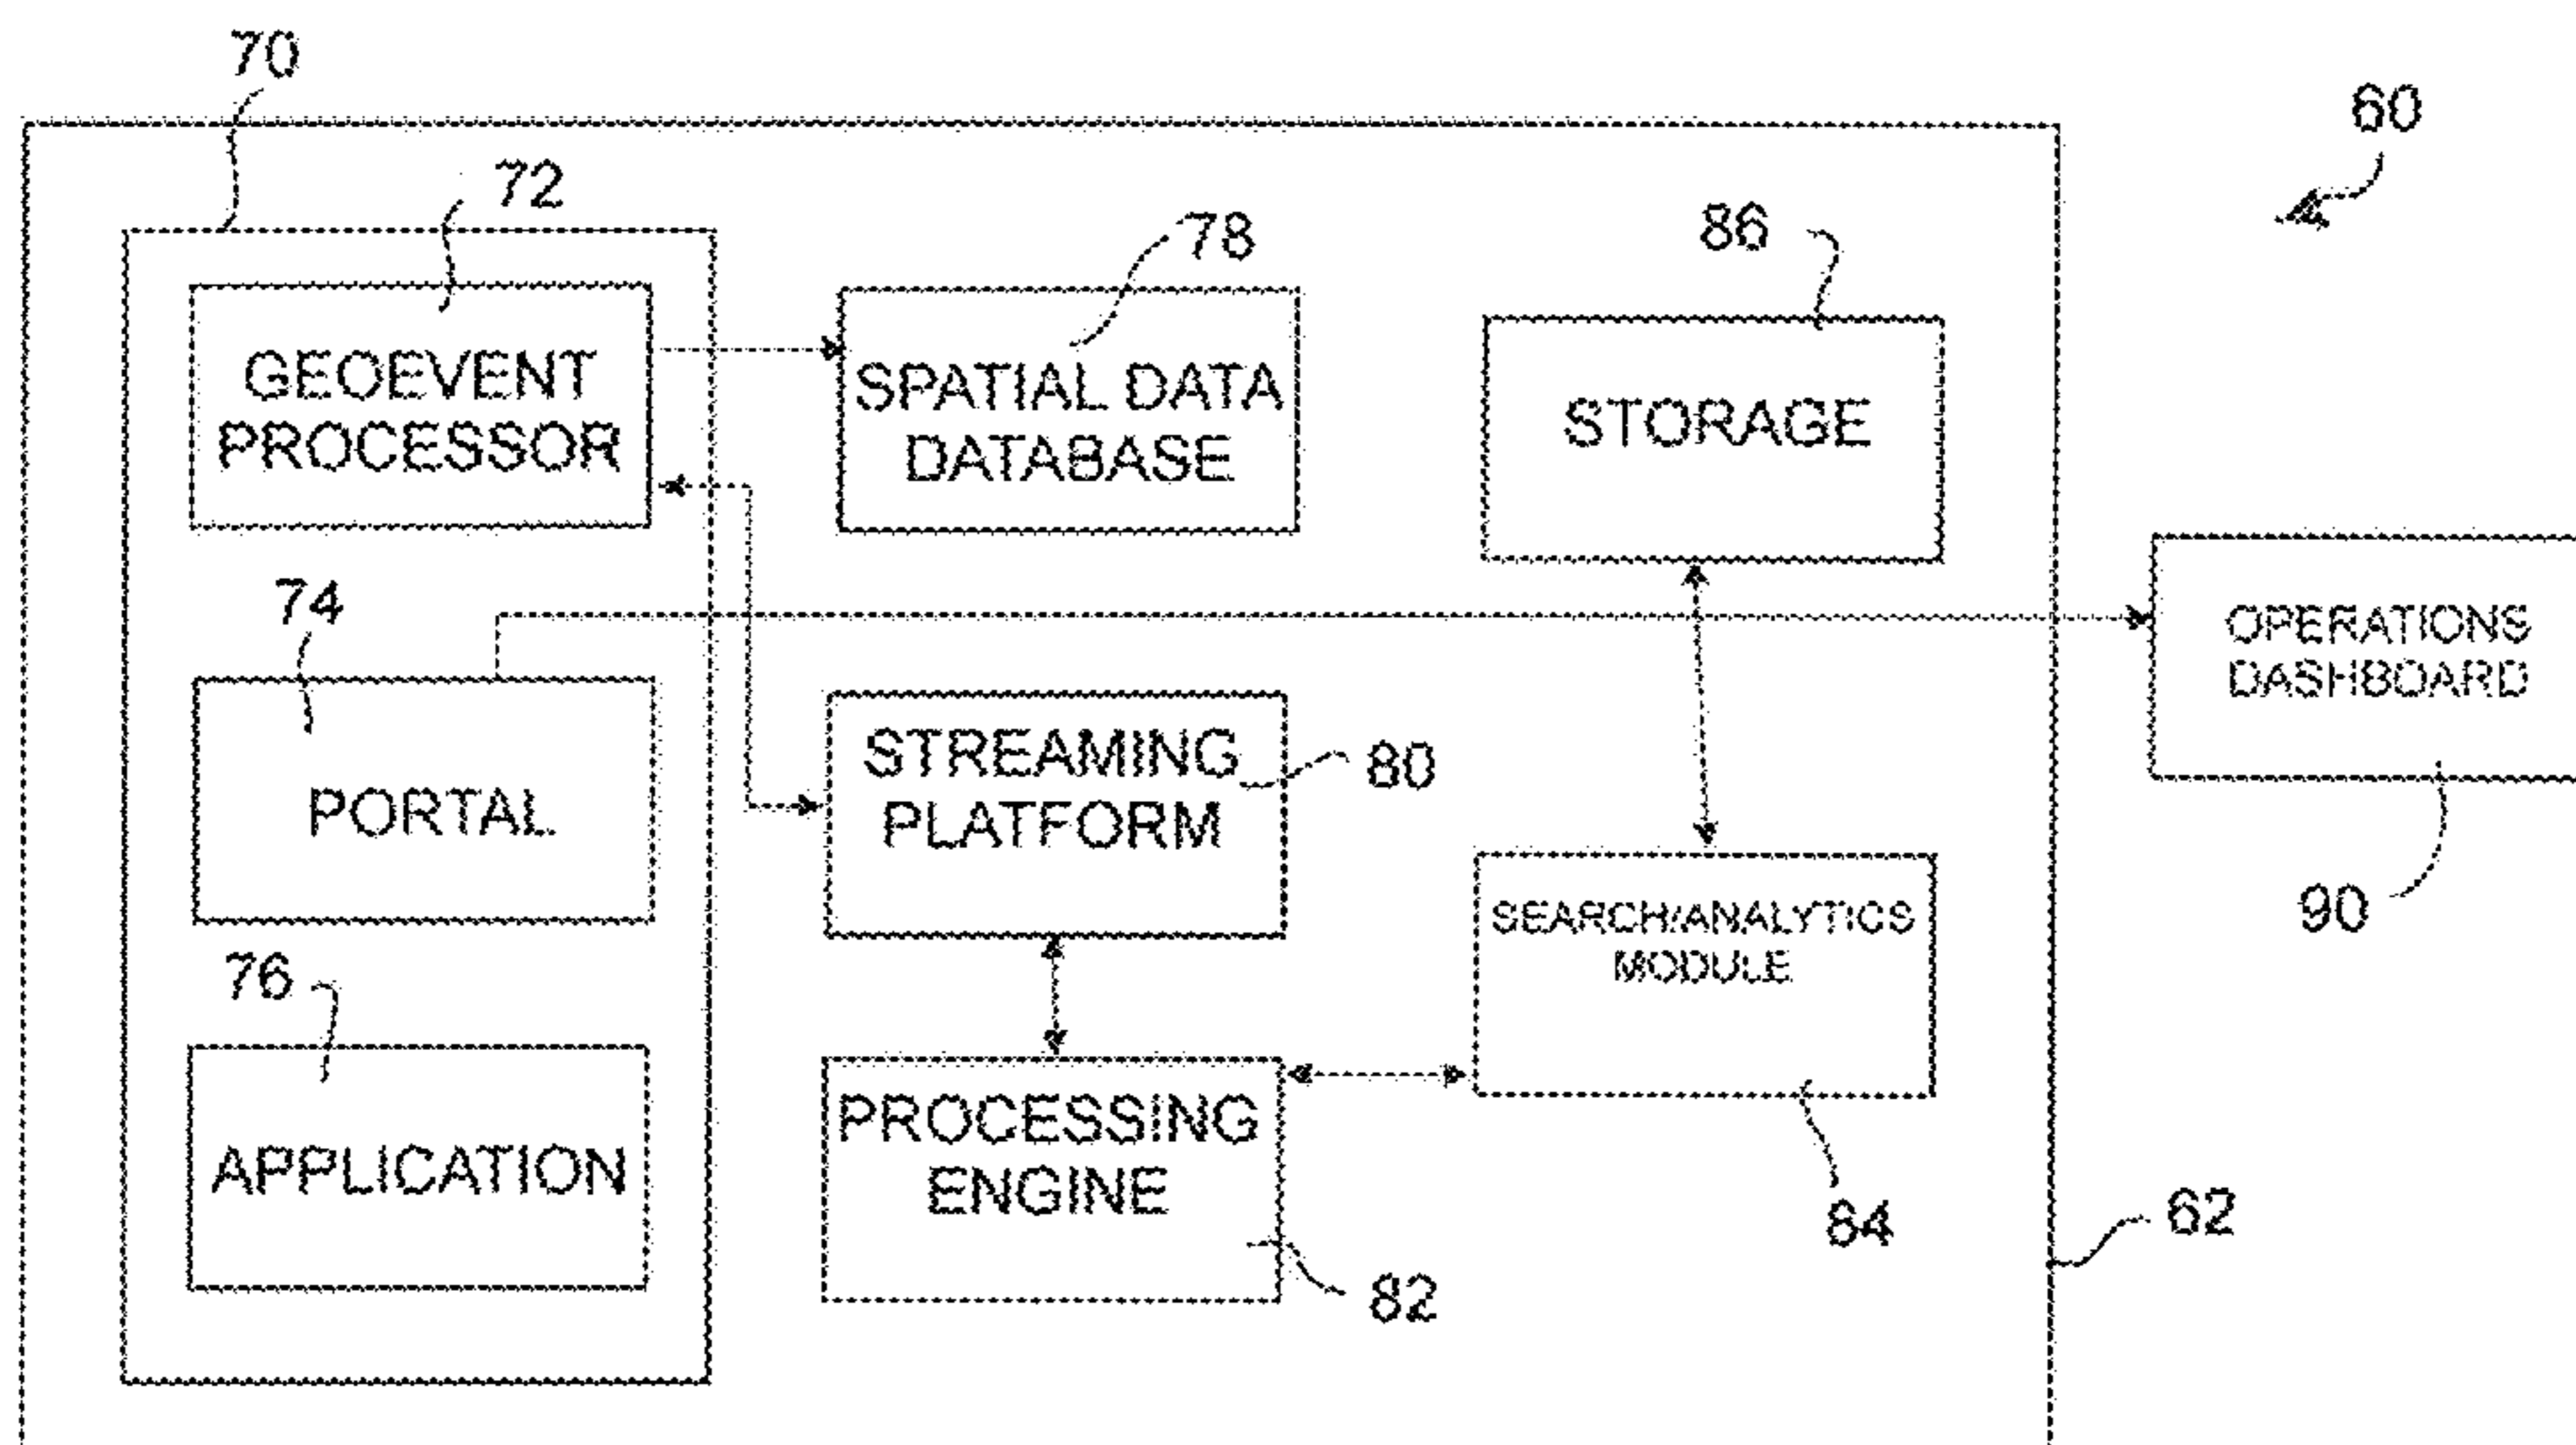 70
60
72
78
86
GEOEVENT
PROCESSOR
SPATIAL DATA
DATABASE
STORAGE
74
OPERATIONS
DASHBOARD
PORTAL
STREAMING
PLATFORM
80
90
SEARCH/ANALYTICS
MODULE
76
APPLICATION
PROCESSING
ENGINE
84
62
82